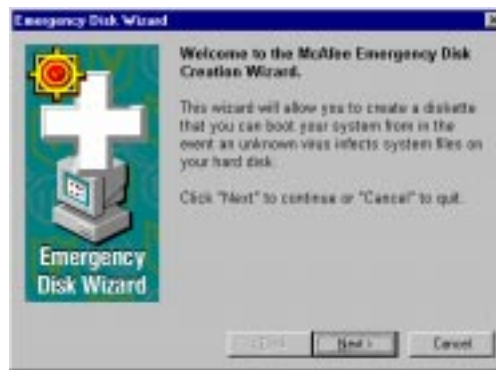 Emergency Disk Wizard
Welcome to the McAfee Emergency Disk
Creation Wizard.
This wizard will allow you to create a diskette
that you can boot your system from in the
event an unknown virus infects system files on
your hard disk.
Click "Next" to continue or "Cancel" to quit.
Emergency
Disk Wizard
< Back
Next >
Cancel